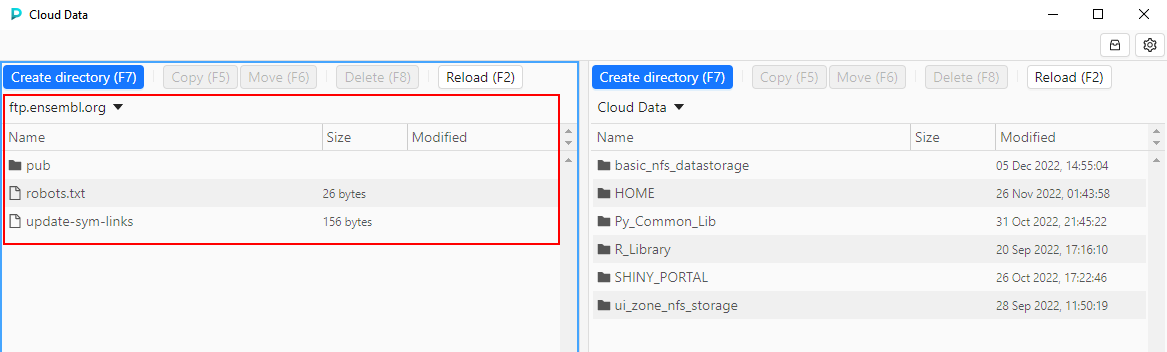 Cloud Data
Create directory (F7) Copy (F5) Move (F6) Delete (F8) Reload (F2)
ftp.ensembl.org
Name Size Modified
pub
robots.txt 26 bytes
update-sym-links 156 bytes
Create directory (F7) Copy (F5) Move (F6) Delete (F8) Reload (F2)
Cloud Data
Name Size Modified
basic_nfs_datastorage 05 Dec 2022, 14:55:04
HOME 26 Nov 2022, 01:43:58
Py_Common_Lib 31 Oct 2022, 21:45:22
R_Library 20 Sep 2022, 17:16:10
SHINY_PORTAL 26 Oct 2022, 17:22:46
ui_zone_nfs_storage 28 Sep 2022, 11:50:19